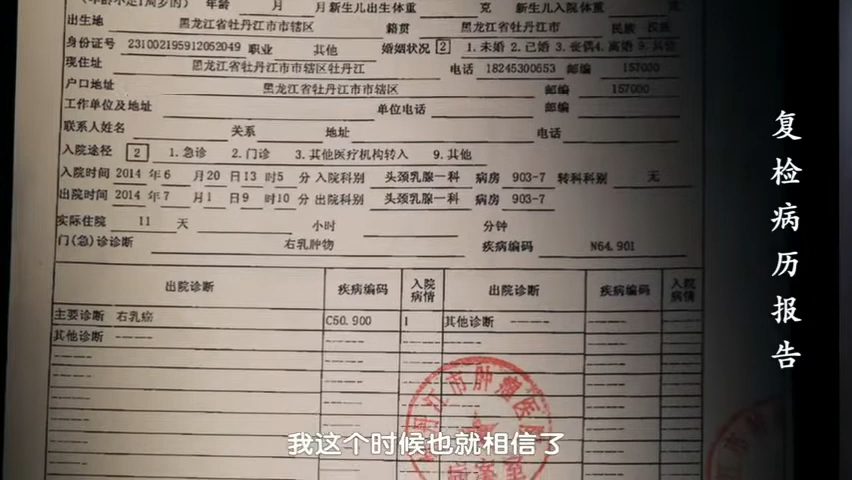 月 月 新生儿出生体重 克 新生儿入院体重 克
出生地 黑龙江省牡丹江市市辖区 籍贯 黑龙江省牡丹江市 民族 汉族
身份证号 231002195912052049 职业 其他 婚姻状况 2 1.未婚 2.已婚 3.丧偶 4.离婚 9.其他
现住址 黑龙江省牡丹江市市辖区牡丹江 电话 18245300653 邮编 157000
户口地址 黑龙江省牡丹江市市辖区 邮编 157000
工作单位及地址 单位电话 邮编
联系人姓名 关系 地址 电话
入院途径 2 1.急诊 2.门诊 3.其他医疗机构转入 9.其他
入院时间 2014 年 6 月 20 日 13 时 5 分 入院科别 头颈乳腺一科 病房 903-7 转科科别 无
出院时间 2014 年 7 月 1 日 9 时 10 分 出院科别 头颈乳腺一科 病房 903-7
实际住院 11 天 小时 分钟
门(急)诊诊断 右乳肿物 疾病编码 N64.901
出院诊断 疾病编码 入院病情 出院诊断 疾病编码 入院病情
主要诊断 右乳癌 C50.900 1 其他诊断 -----
其他诊断 -----
江市肿瘤医
病案室
复检病历报告
我这个时候也就相信了